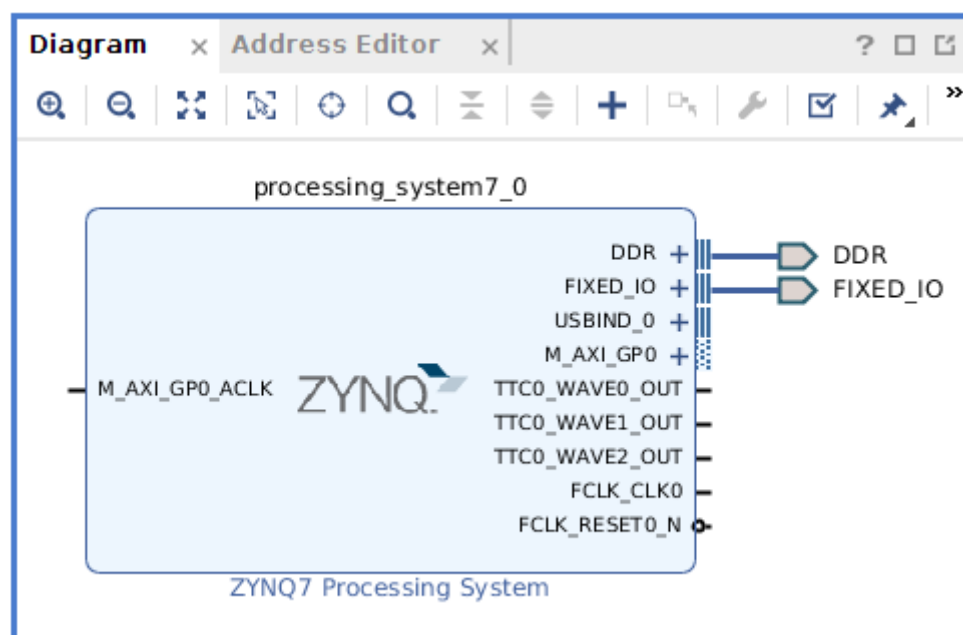 Diagram × Address Editor × ?
»
processing_system7_0
DDR
FIXED_IO
USBIND_0
M_AXI_GP0
M_AXI_GP0_ACLK
ZYNQ
TTC0_WAVE0_OUT
TTC0_WAVE1_OUT
TTC0_WAVE2_OUT
FCLK_CLK0
FCLK_RESET0_N
DDR
FIXED_IO
ZYNQ7 Processing System